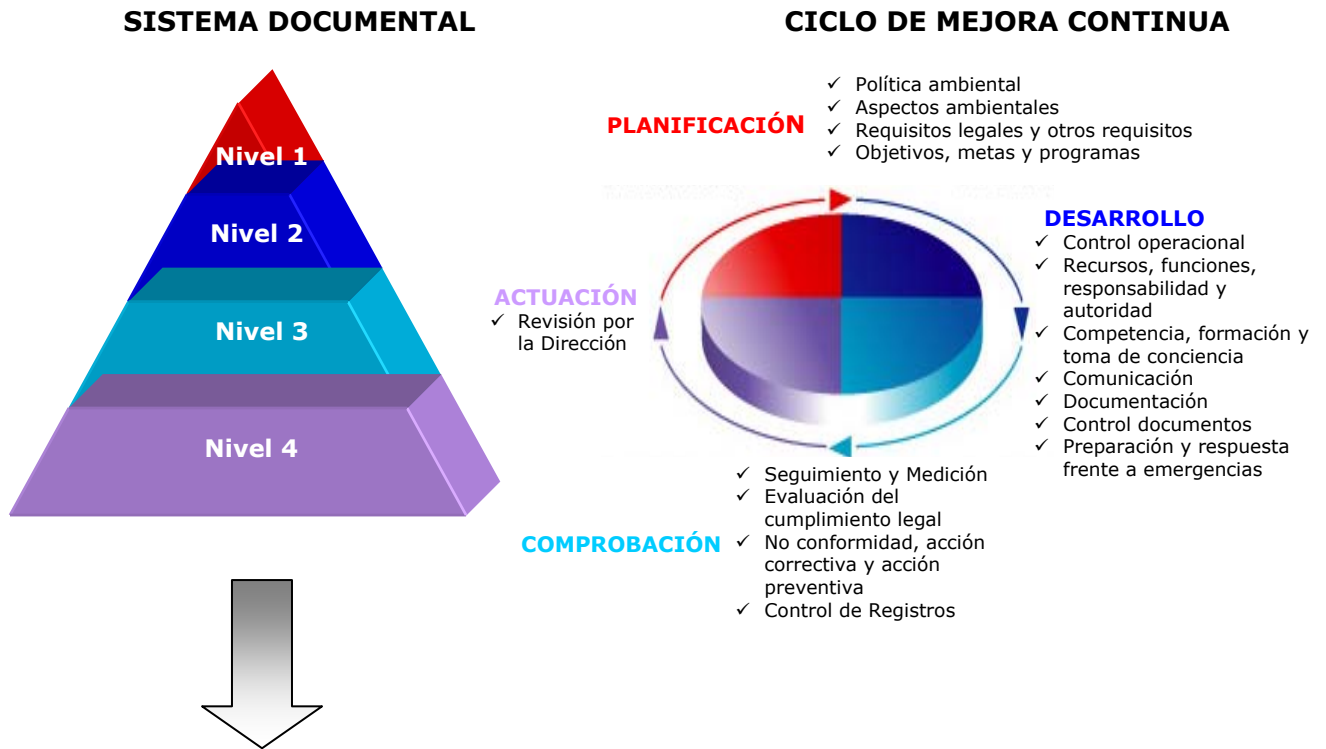 SISTEMA DOCUMENTAL
Nivel 1
Nivel 2
Nivel 3
Nivel 4
CICLO DE MEJORA CONTINUA
PLANIFICACIÓN
✓ Política ambiental
✓ Aspectos ambientales
✓ Requisitos legales y otros requisitos
✓ Objetivos, metas y programas
DESARROLLO
✓ Control operacional
✓ Recursos, funciones,
responsabilidad y
autoridad
✓ Competencia, formación y
toma de conciencia
✓ Comunicación
✓ Documentación
✓ Control documentos
✓ Preparación y respuesta
frente a emergencias
COMPROBACIÓN
✓ Seguimiento y Medición
✓ Evaluación del
cumplimiento legal
✓ No conformidad, acción
correctiva y acción
preventiva
✓ Control de Registros
ACTUACIÓN
✓ Revisión por
la Dirección